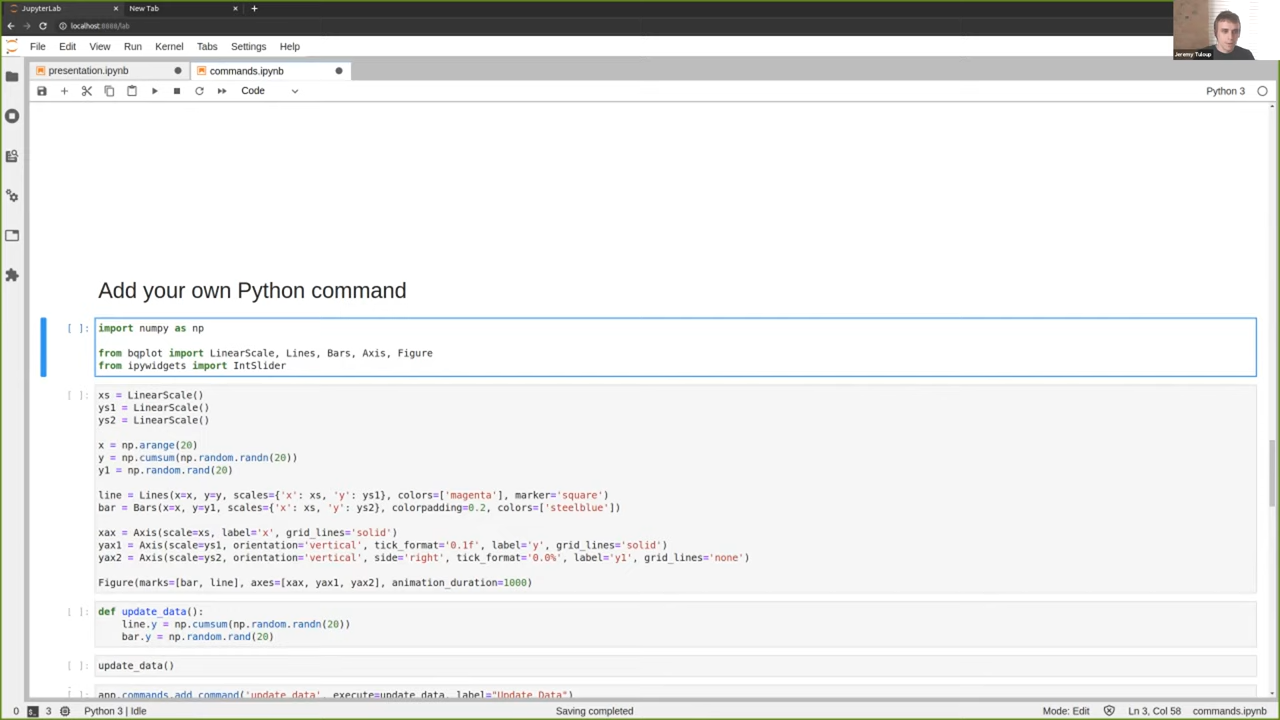 JupyterLab
New Tab
localhost:8888/lab
Jeremy Tuloup
File Edit View Run Kernel Tabs Settings Help
presentation.ipynb
commands.ipynb
Code
Python 3
Add your own Python command
[ ]:
import numpy as np
from bqplot import LinearScale, Lines, Bars, Axis, Figure
from ipywidgets import IntSlider
[ ]:
xs = LinearScale()
ys1 = LinearScale()
ys2 = LinearScale()
x = np.arange(20)
y = np.cumsum(np.random.randn(20))
y1 = np.random.rand(20)
line = Lines(x=x, y=y, scales={'x': xs, 'y': ys1}, colors=['magenta'], marker='square')
bar = Bars(x=x, y=y1, scales={'x': xs, 'y': ys2}, colorpadding=0.2, colors=['steelblue'])
xax = Axis(scale=xs, label='x', grid_lines='solid')
yax1 = Axis(scale=ys1, orientation='vertical', tick_format='0.1f', label='y', grid_lines='solid')
yax2 = Axis(scale=ys2, orientation='vertical', side='right', tick_format='0.0%', label='y1', grid_lines='none')
Figure(marks=[bar, line], axes=[xax, yax1, yax2], animation_duration=1000)
[ ]:
def update_data():
line.y = np.cumsum(np.random.randn(20))
bar.y = np.random.rand(20)
[ ]:
update_data()
[ ]:
app.commands.add_command('update_data', execute=update_data, label="Update Data")
0 3 Python 3 | Idle
Saving completed
Mode: Edit
Ln 3, Col 58
commands.ipynb